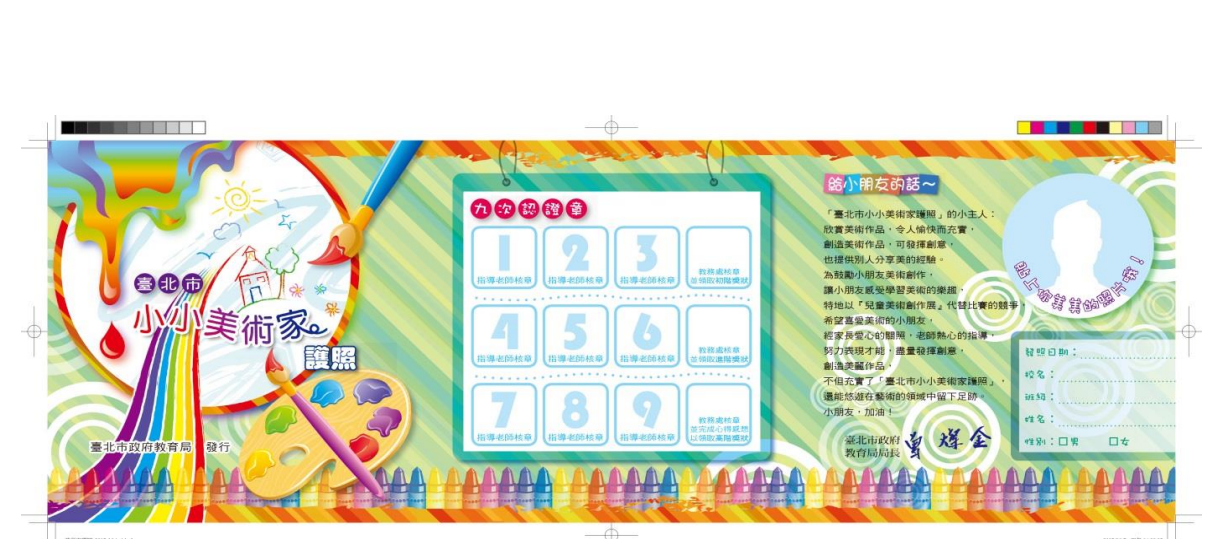 臺北市
小小美術家
護照
臺北市政府教育局 發行
九次認證章
1
指導老師核章
2
指導老師核章
3
指導老師核章
教務處核章
並領取初階獎狀
4
指導老師核章
5
指導老師核章
6
指導老師核章
教務處核章
並領取進階獎狀
7
指導老師核章
8
指導老師核章
9
指導老師核章
教務處核章
並完成心得感想
以領取高階獎狀
給小朋友的話~
「臺北市小小美術家護照」的小主人：
欣賞美術作品，令人愉快而充實，
創造美術作品，可發揮創意，
也提供別人分享美的經驗。
為鼓勵小朋友美術創作，
讓小朋友感受學習美術的樂趣，
特地以「兒童美術創作展」代替比賽的競爭，
希望喜愛美術的小朋友，
經家長愛心的關照，老師熱心的指導，
努力表現才能，盡量發揮創意，
創造美麗作品，
不但充實了「臺北市小小美術家護照」，
還能悠遊在藝術的領域中留下足跡。
小朋友，加油！
臺北市政府
教育局局長
貼上你美美的照片哦！
發照日期：
校名：
班級：
姓名：
性別：□男 □女